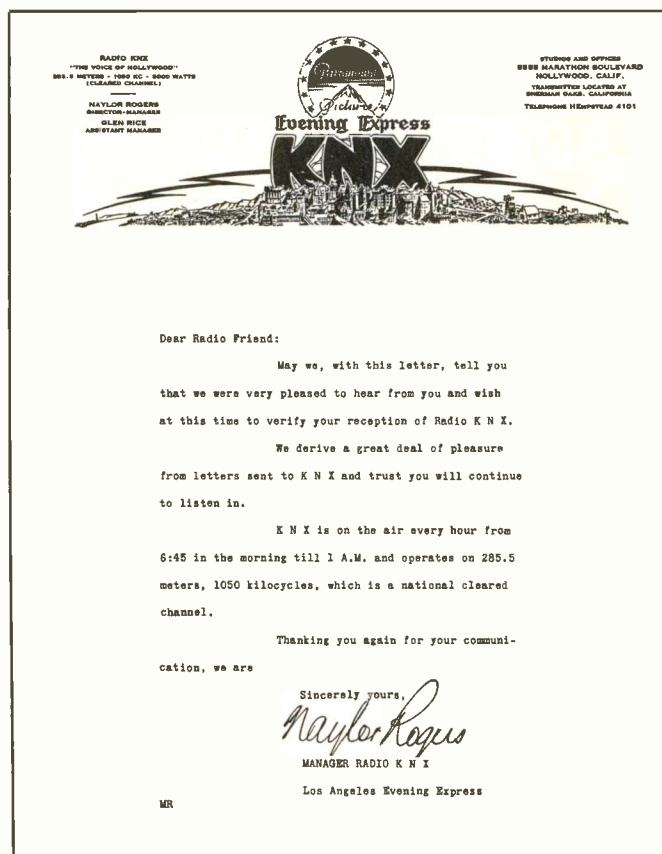 RADIO KNX
"THE VOICE OF HOLLYWOOD"
285.5 METERS - 1050 KC - 5000 WATTS
(CLEARED CHANNEL)
NAYLOR ROGERS
DIRECTOR-MANAGER
GLEN RICE
ASSISTANT MANAGER
Paramount
Pictures
Evening Express
KNX
STUDIOS AND OFFICES
5555 MARATHON BOULEVARD
HOLLYWOOD, CALIF.
TRANSMITTER LOCATED AT
SHERMAN OAKS, CALIFORNIA
TELEPHONE HEMPSTEAD 4101
Dear Radio Friend:
May we, with this letter, tell you
that we were very pleased to hear from you and wish
at this time to verify your reception of Radio K N X.
We derive a great deal of pleasure
from letters sent to K N X and trust you will continue
to listen in.
K N X is on the air every hour from
6:45 in the morning till 1 A.M. and operates on 285.5
meters, 1050 kilocycles, which is a national cleared
channel.
Thanking you again for your communi-
cation, we are
Sincerely yours,
Naylor Rogers
MANAGER RADIO K N X
Los Angeles Evening Express
MR